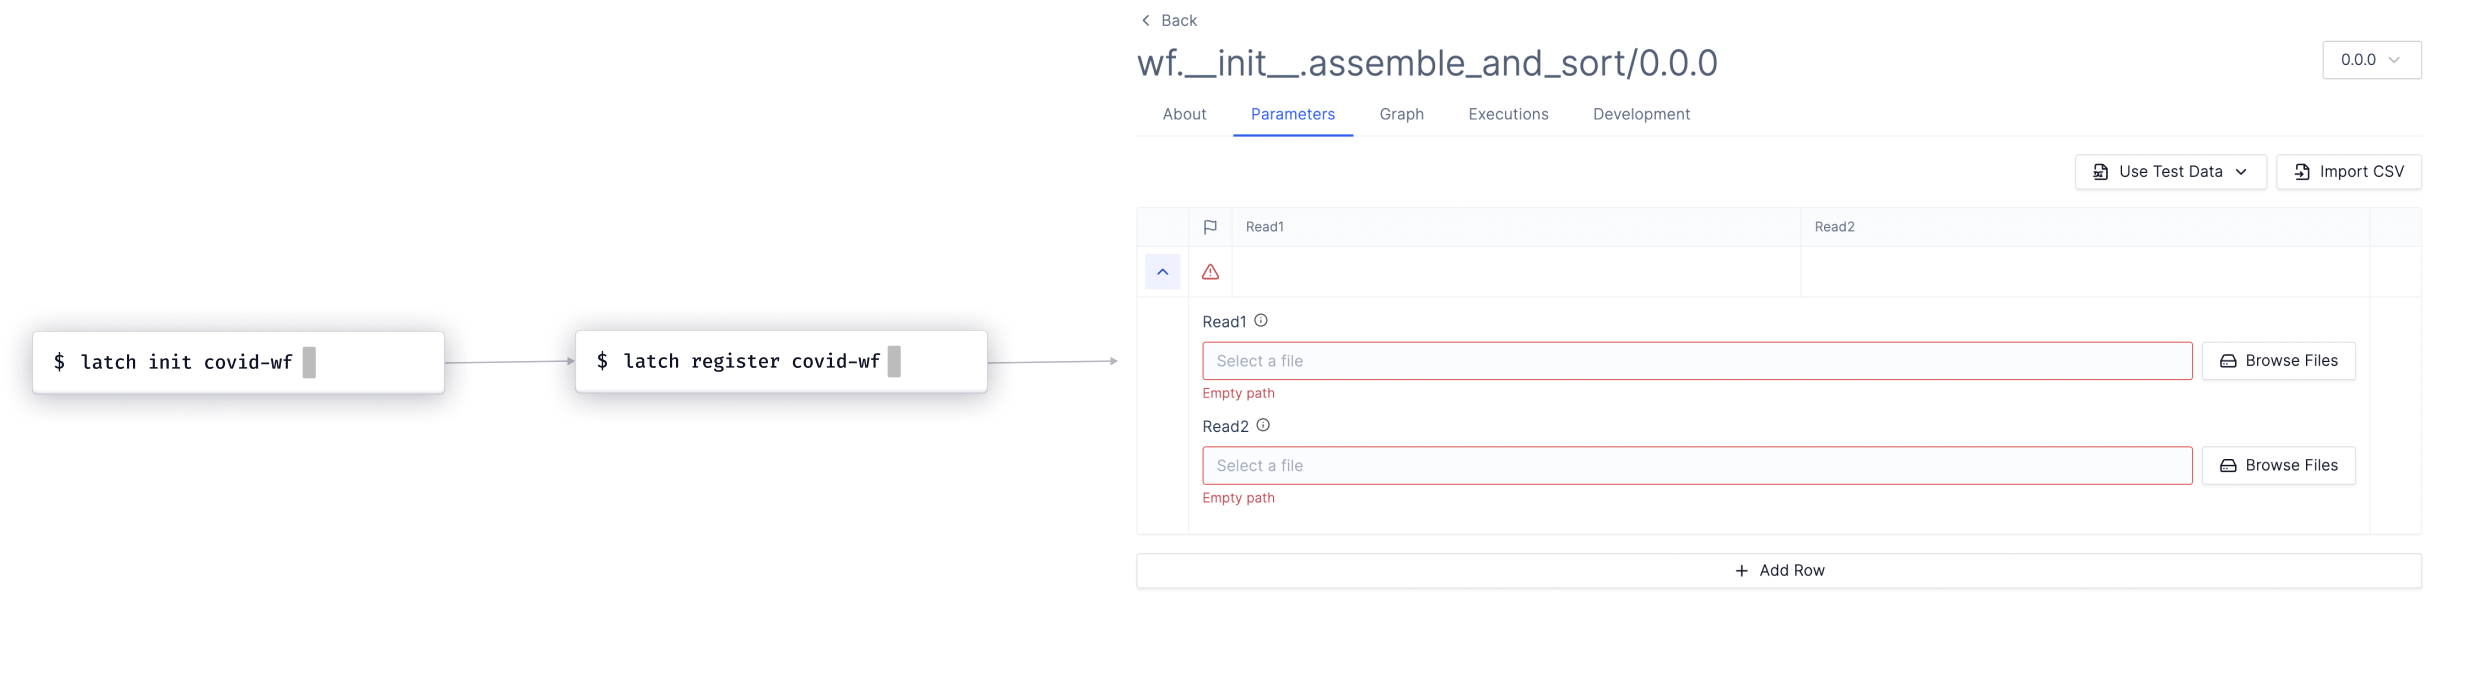 $ latch init covid-wf
$ latch register covid-wf
Back
wf.__init__.assemble_and_sort/0.0.0
0.0.0
About Parameters Graph Executions Development
Use Test Data Import CSV
Read1 Read2
Read1
Select a file Browse Files
Empty path
Read2
Select a file Browse Files
Empty path
+ Add Row